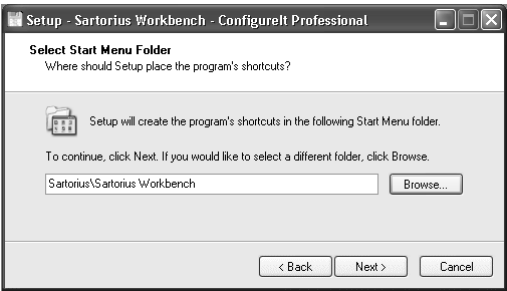 Setup - Sartorius Workbench - ConfigureIt Professional
Select Start Menu Folder
Where should Setup place the program's shortcuts?
Setup will create the program's shortcuts in the following Start Menu folder.
To continue, click Next. If you would like to select a different folder, click Browse.
Sartorius\Sartorius Workbench
Browse...
< Back
Next >
Cancel